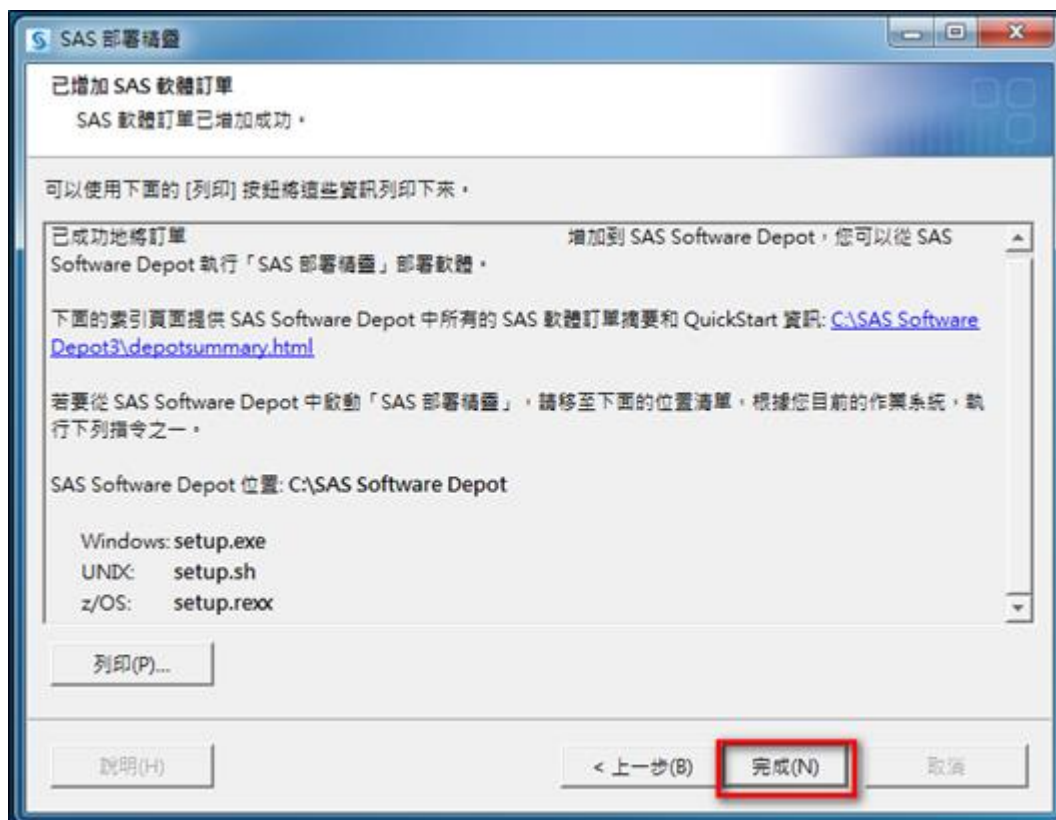 SAS 部署精靈
已增加 SAS 軟體訂單
SAS 軟體訂單已增加成功。
可以使用下面的 [列印] 按鈕將這些資訊列印下來。
已成功地將訂單 增加到 SAS Software Depot，您可以從 SAS
Software Depot 執行「SAS 部署精靈」部署軟體。
下面的索引頁面提供 SAS Software Depot 中所有的 SAS 軟體訂單摘要和 QuickStart 資訊: C:\SAS Software
Depot3\depotsummary.html
若要從 SAS Software Depot 中啟動「SAS 部署精靈」，請移至下面的位置清單，根據您目前的作業系統，執
行下列指令之一。
SAS Software Depot 位置: C:\SAS Software Depot
Windows: setup.exe
UNIX: setup.sh
z/OS: setup.rexx
列印(P)...
說明(H)
< 上一步(B)
完成(N)
取消